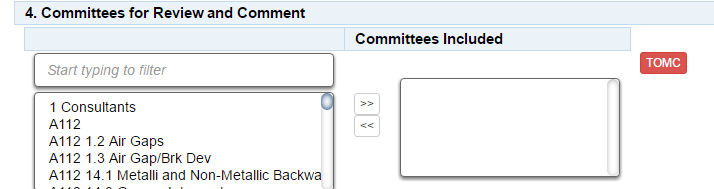 4. Committees for Review and Comment
Committees Included
Start typing to filter
TOMC
1 Consultants
A112
A112 1.2 Air Gaps
A112 1.3 Air Gap/Brk Dev
A112 14.1 Metalli and Non-Metallic Backwa
>>
<<